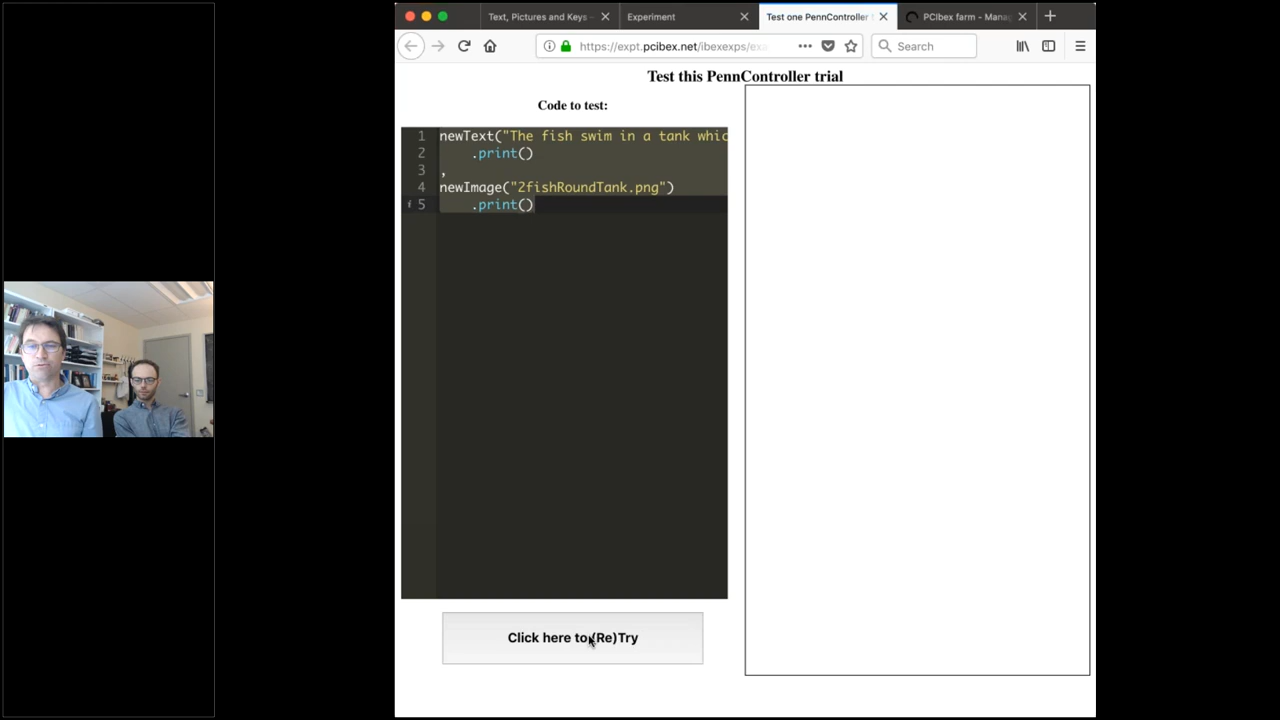 Text, Pictures and Keys –
Experiment
Test one PennController t
PCIbex farm - Mana
https://expt.pcibex.net/ibexexps/exa
Search
Test this PennController trial
Code to test:
1 newText("The fish swim in a tank whic
2 .print()
3 ,
4 newImage("2fishRoundTank.png")
5 .print()
Click here to (Re)Try